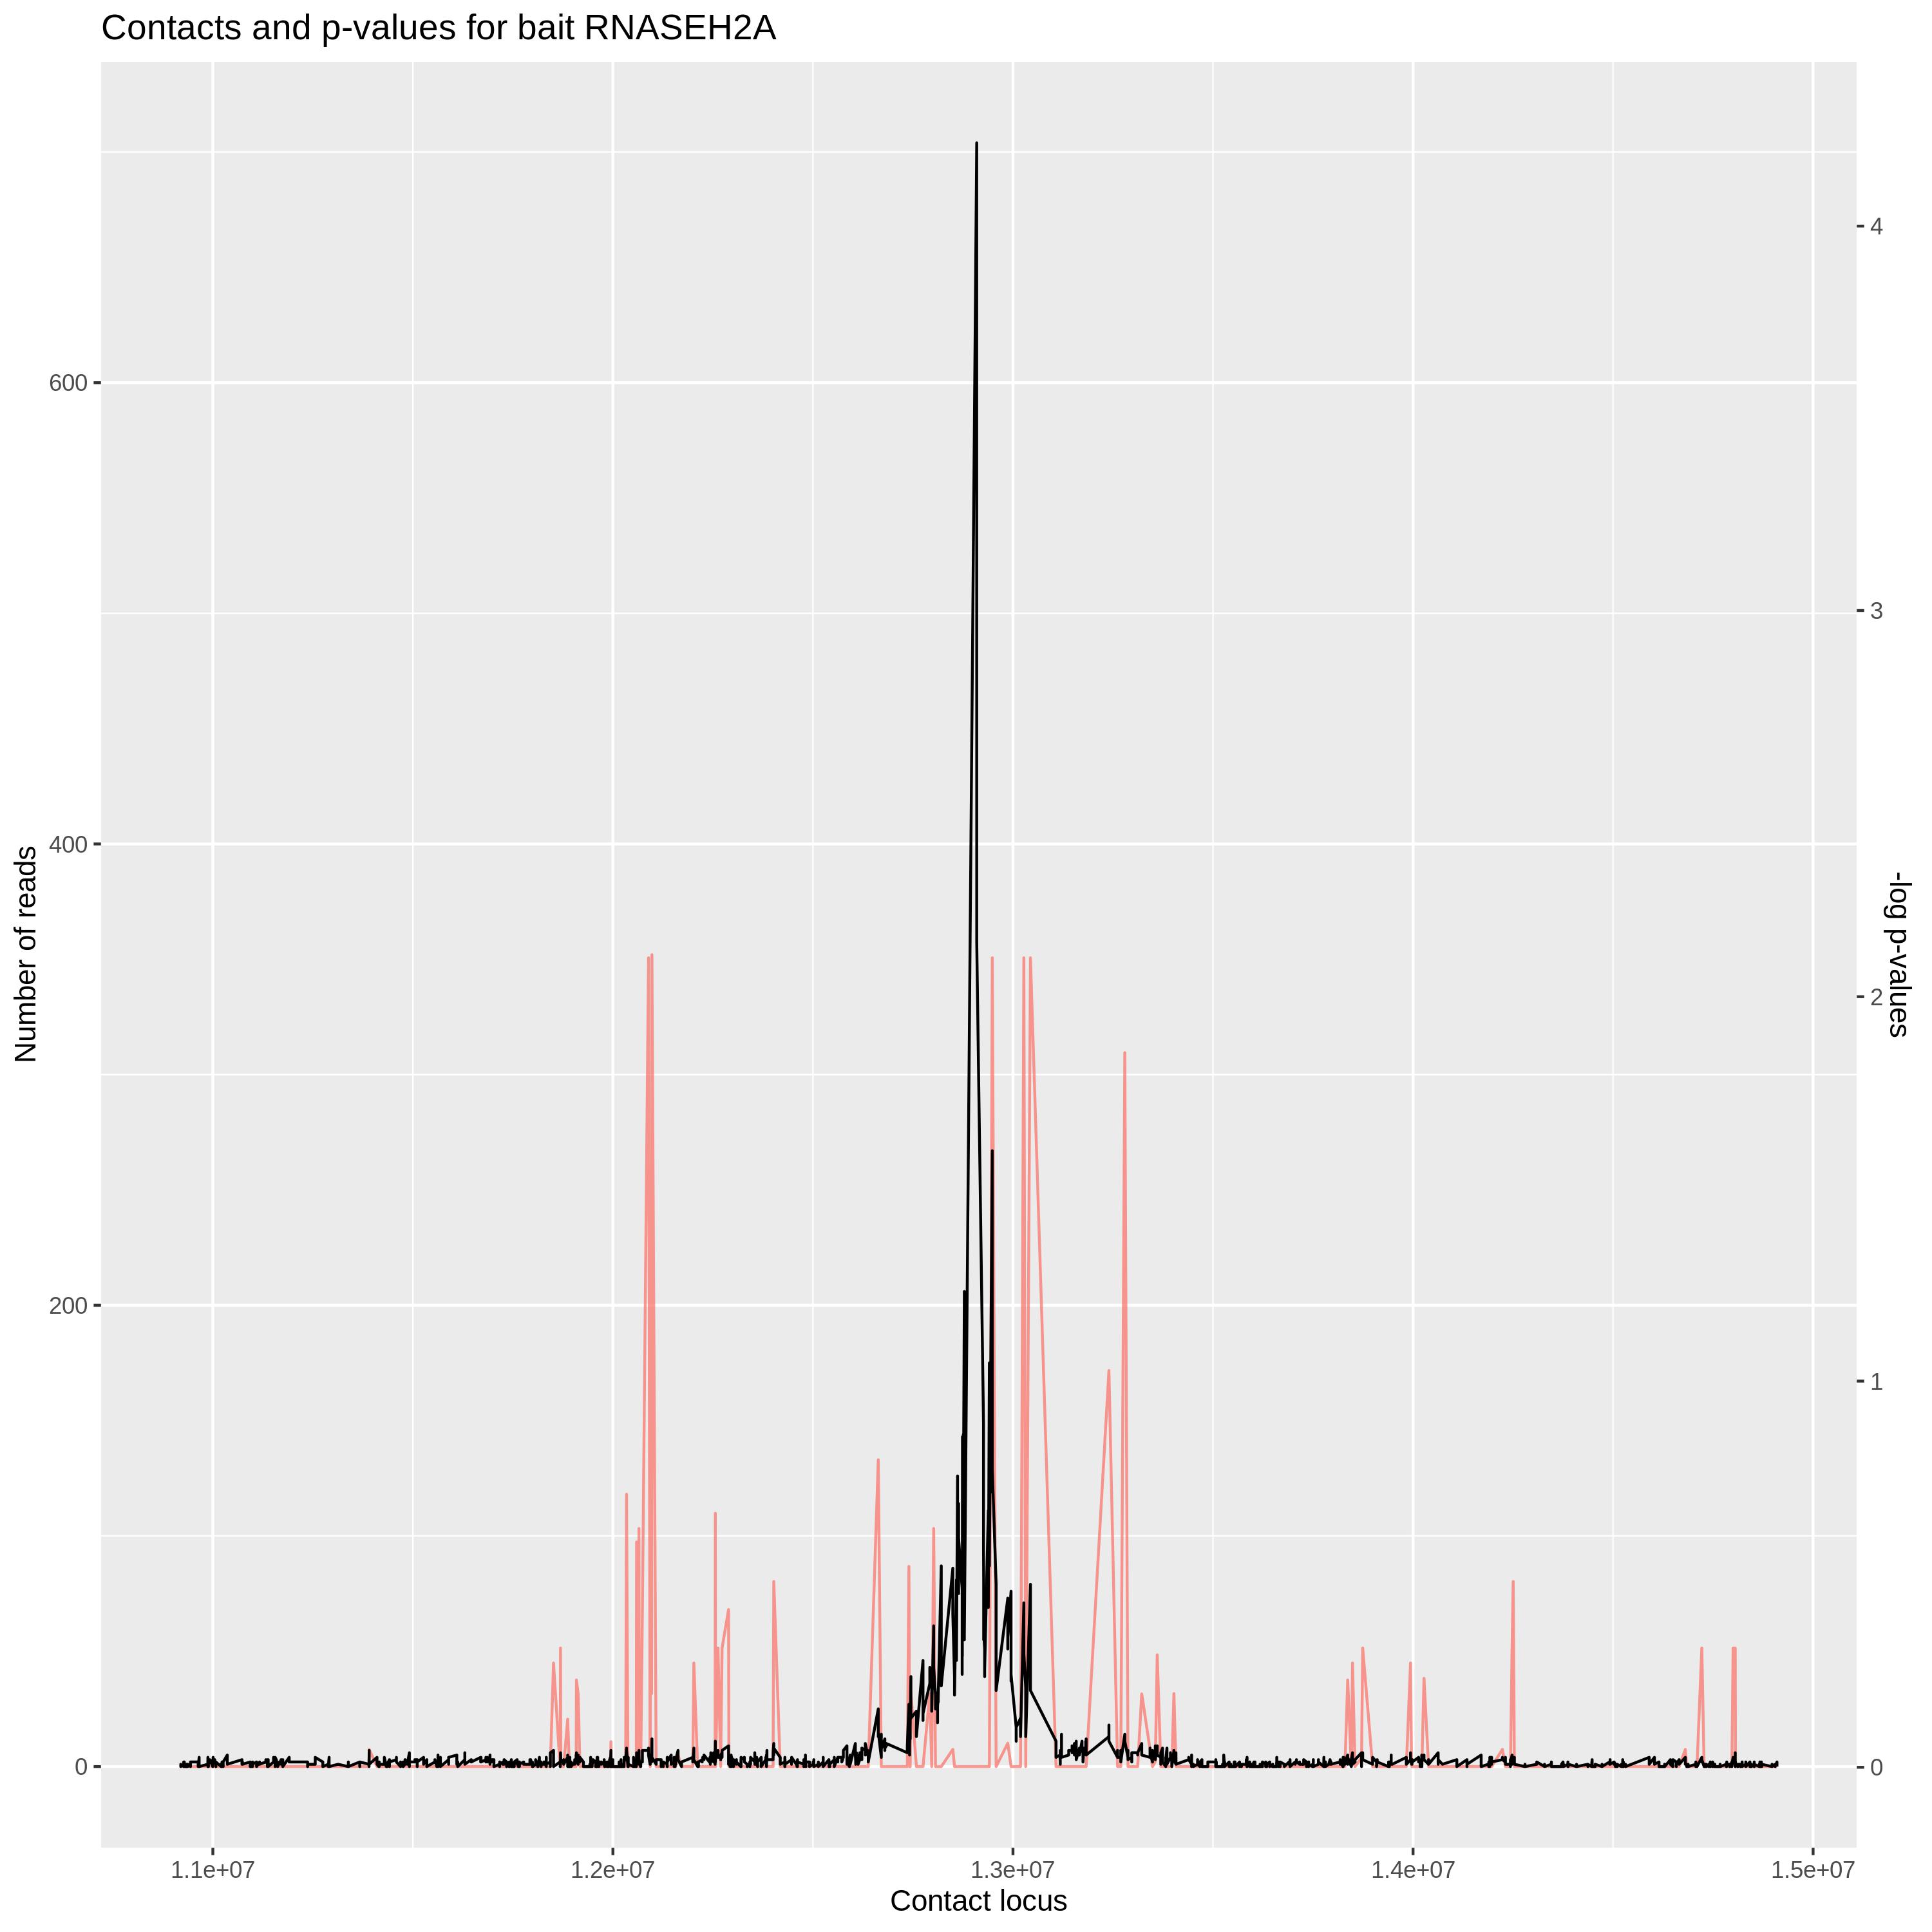 Contacts and p-values for bait RNASEH2A
Number of reads
600
400
200
0
4
3
2
1
0
-log p-values
1.1e+07
1.2e+07
1.3e+07
1.4e+07
1.5e+07
Contact locus